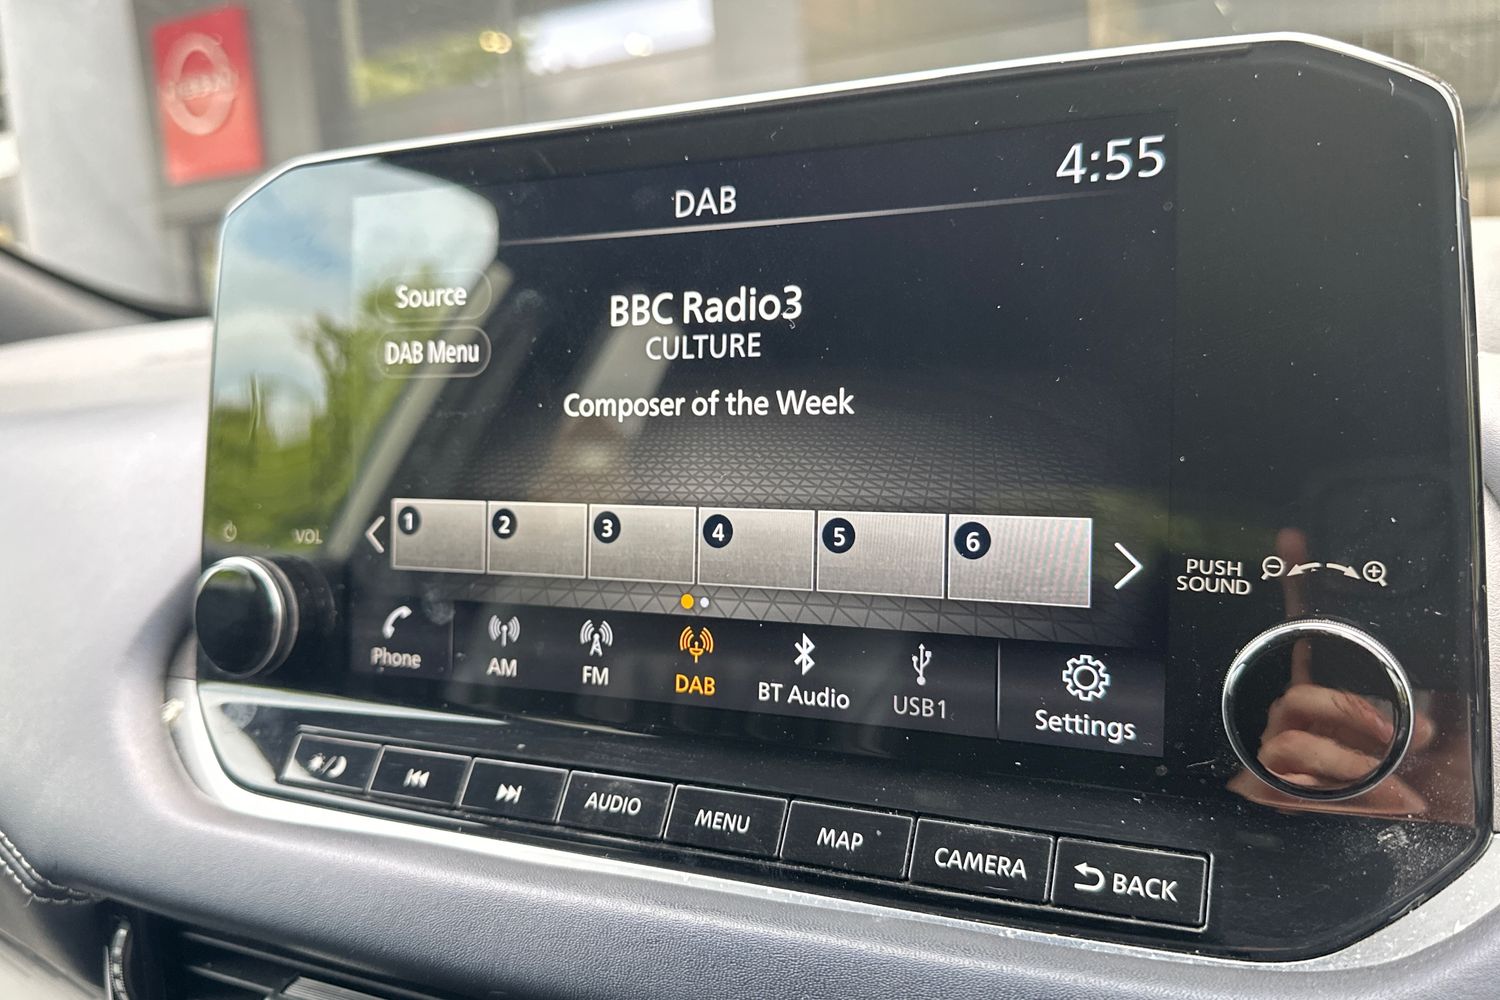 NISSAN
4:55
DAB
Source
DAB Menu
BBC Radio3
CULTURE
Composer of the Week
1
2
3
4
5
6
VOL
PUSH
SOUND
Phone
AM
FM
DAB
BT Audio
USB1
Settings
AUDIO
MENU
MAP
CAMERA
BACK